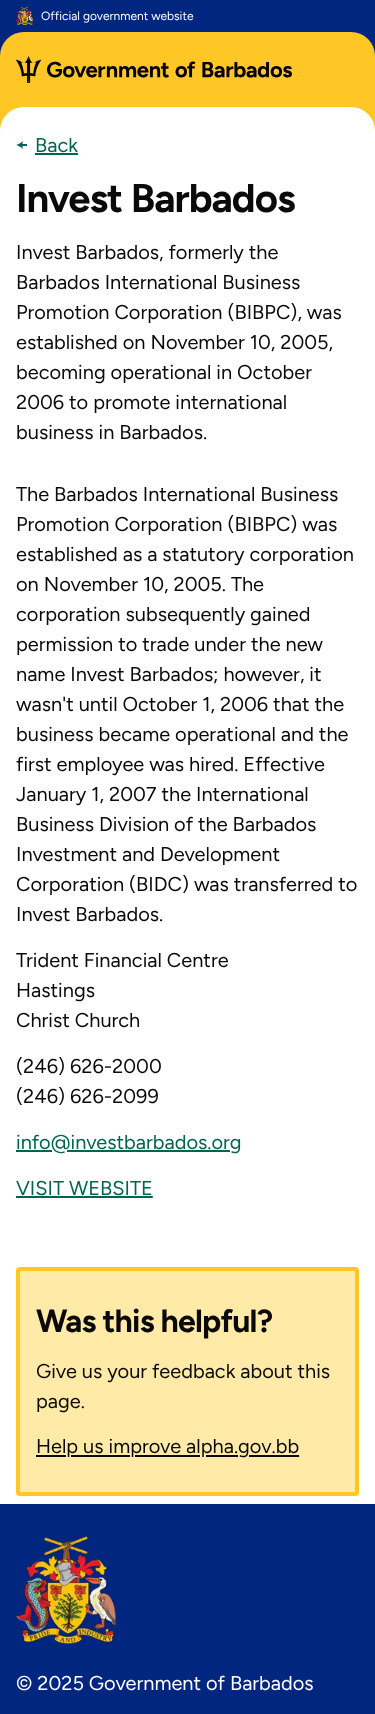 Official government website
Government of Barbados
Back
Invest Barbados
Invest Barbados, formerly the
Barbados International Business
Promotion Corporation (BIBPC), was
established on November 10, 2005,
becoming operational in October
2006 to promote international
business in Barbados.
The Barbados International Business
Promotion Corporation (BIBPC) was
established as a statutory corporation
on November 10, 2005. The
corporation subsequently gained
permission to trade under the new
name Invest Barbados; however, it
wasn't until October 1, 2006 that the
business became operational and the
first employee was hired. Effective
January 1, 2007 the International
Business Division of the Barbados
Investment and Development
Corporation (BIDC) was transferred to
Invest Barbados.
Trident Financial Centre
Hastings
Christ Church
(246) 626-2000
(246) 626-2099
info@investbarbados.org
VISIT WEBSITE
Was this helpful?
Give us your feedback about this
page.
Help us improve alpha.gov.bb
PRIDE AND INDUSTRY
© 2025 Government of Barbados